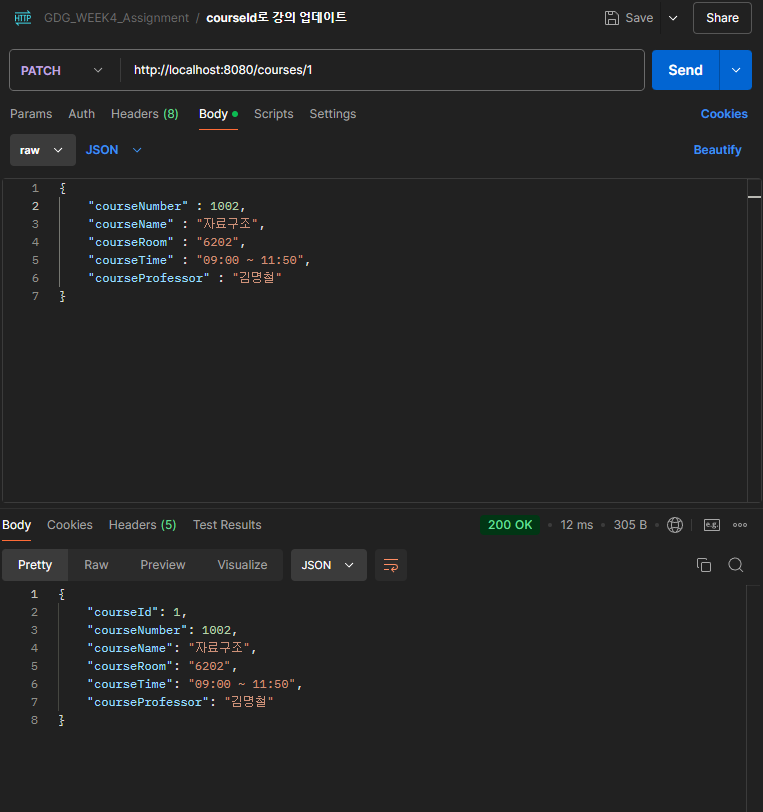 HTTP GDG_WEEK4_Assignment / courseId로 강의 업데이트 Save Share
PATCH http://localhost:8080/courses/1 Send
Params Auth Headers (8) Body Scripts Settings Cookies
raw JSON Beautify
1 {
2 "courseNumber" : 1002,
3 "courseName" : "자료구조",
4 "courseRoom" : "6202",
5 "courseTime" : "09:00 ~ 11:50",
6 "courseProfessor" : "김명철"
7 }
Body Cookies Headers (5) Test Results 200 OK • 12 ms • 305 B • e.g. ooo
Pretty Raw Preview Visualize JSON
1 {
2 "courseId": 1,
3 "courseNumber": 1002,
4 "courseName": "자료구조",
5 "courseRoom": "6202",
6 "courseTime": "09:00 ~ 11:50",
7 "courseProfessor": "김명철"
8 }